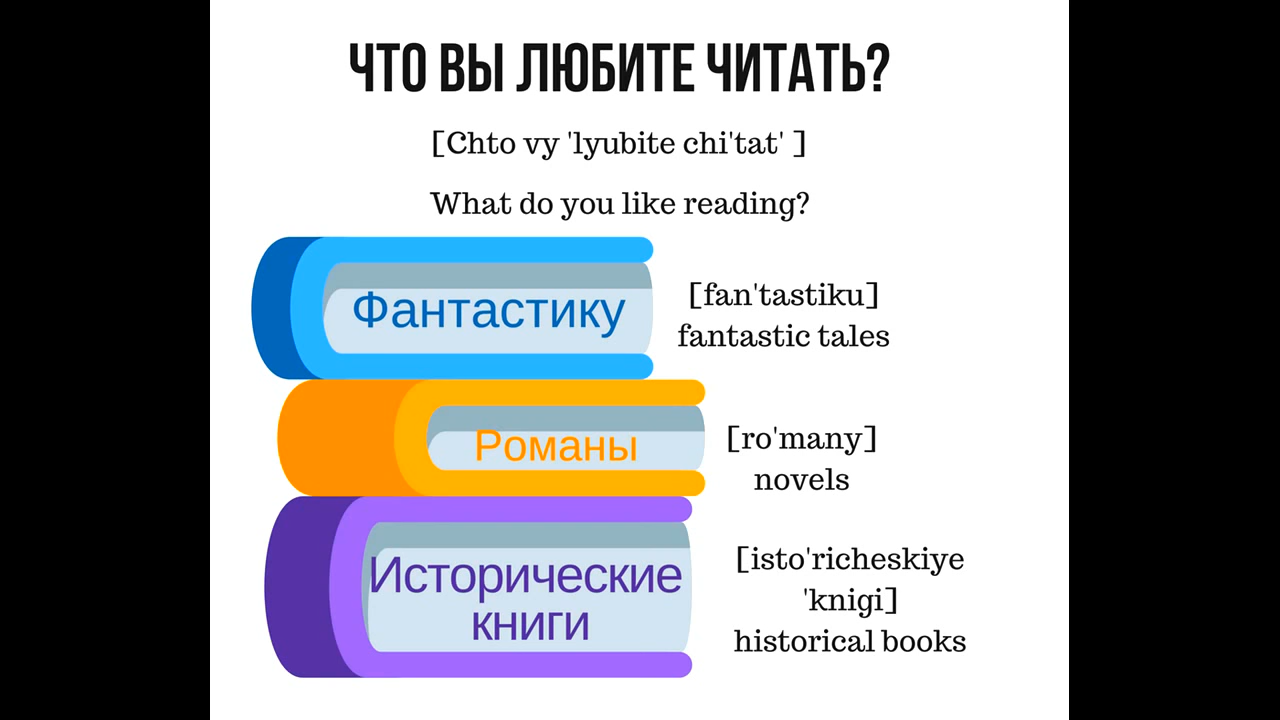 ЧТО ВЫ ЛЮБИТЕ ЧИТАТЬ?
[Chto vy 'lyubite chi'tat' ]
What do you like reading?
Фантастику
[fan'tastiku]
fantastic tales
Романы
[ro'many]
novels
Исторические
книги
[isto'richeskiye
'knigi]
historical books